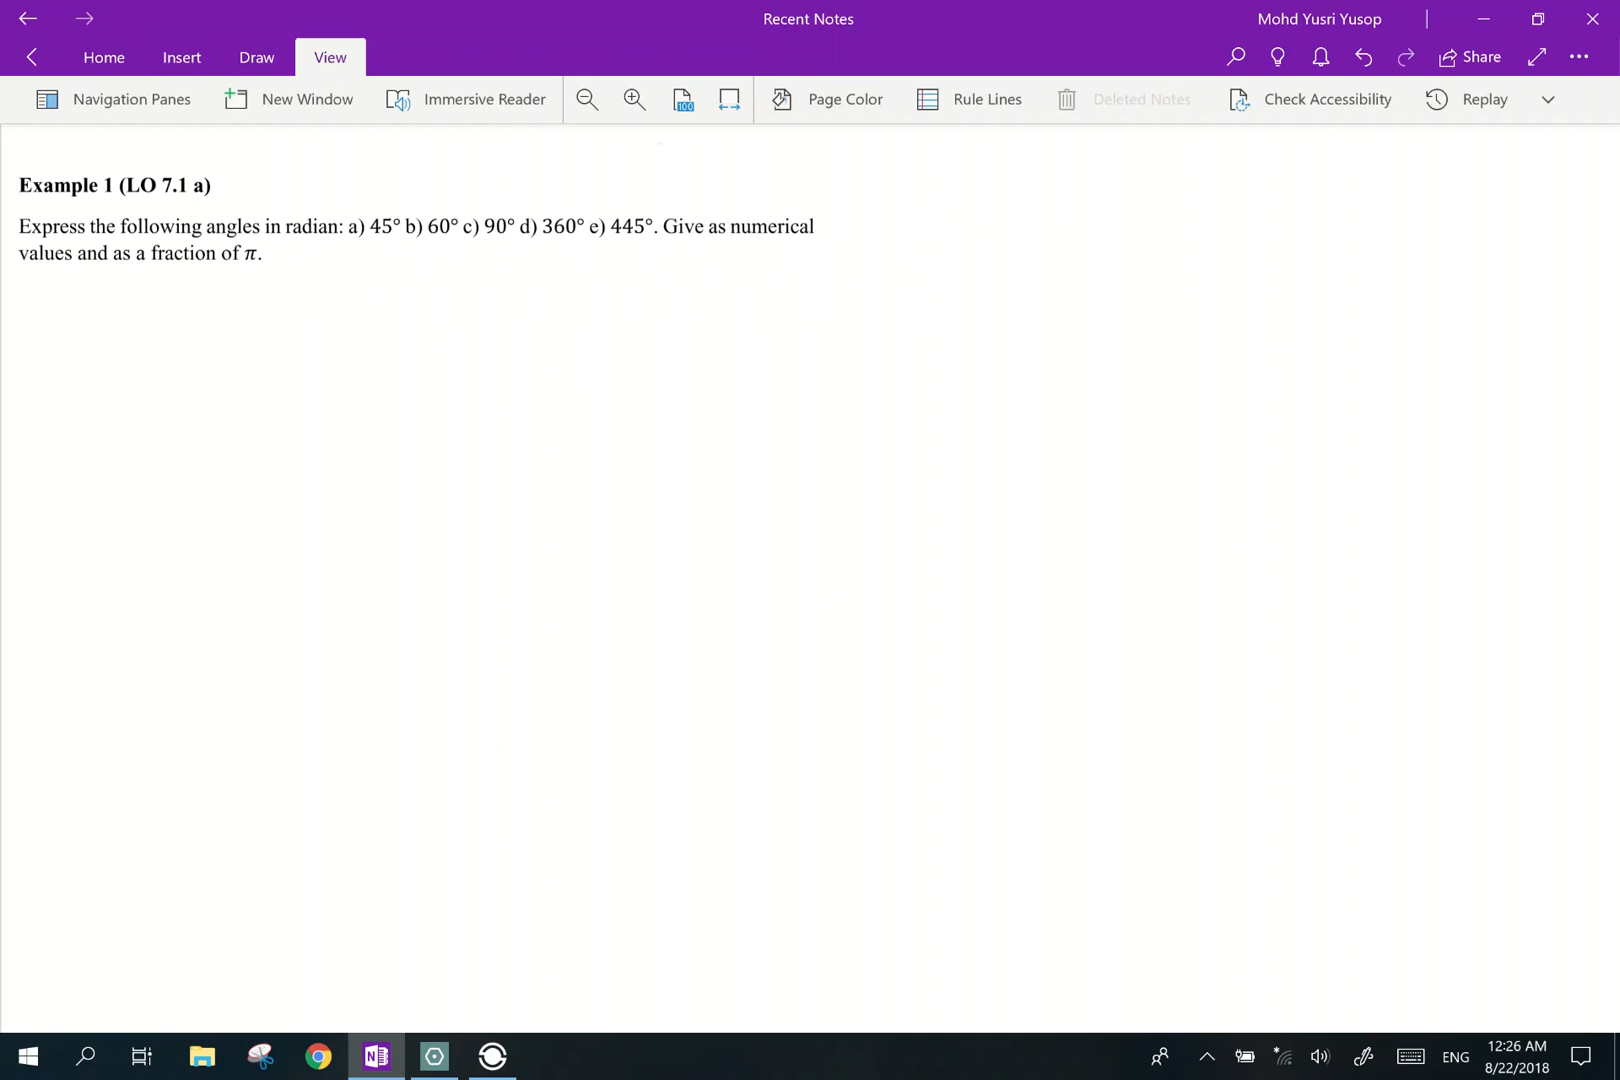 Recent Notes
Mohd Yusri Yusop
Home Insert Draw View
Share
Navigation Panes New Window Immersive Reader 100 Page Color Rule Lines Deleted Notes Check Accessibility Replay
Example 1 (LO 7.1 a)
Express the following angles in radian: a) 45° b) 60° c) 90° d) 360° e) 445°. Give as numerical
values and as a fraction of π.
N
ENG
12:26 AM
8/22/2018